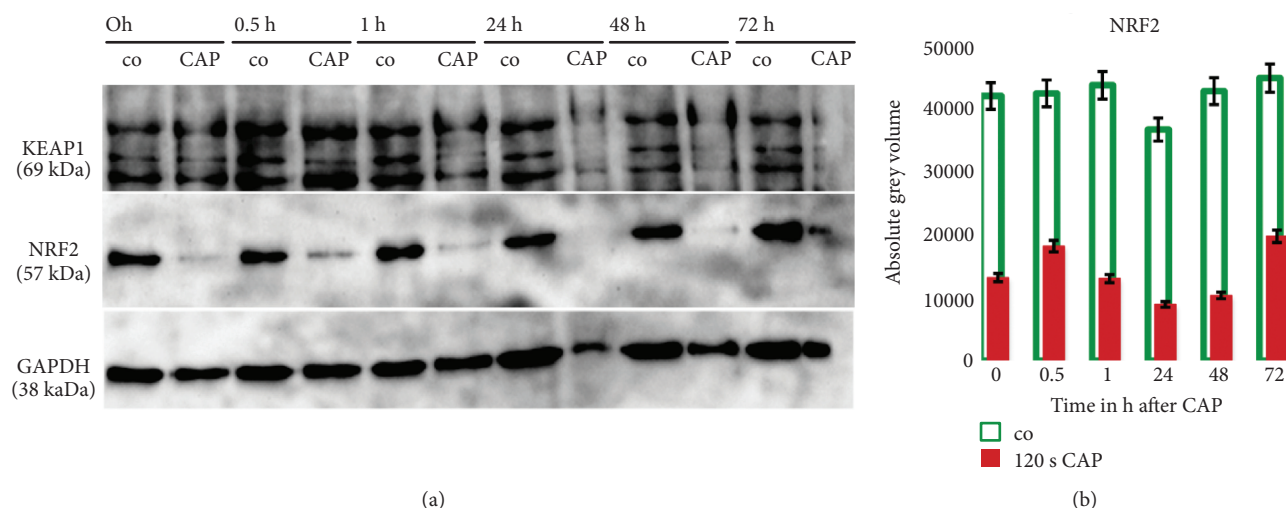 Oh 0.5 h 1 h 24 h 48 h 72 h
co CAP co CAP co CAP co CAP co CAP co CAP
KEAP1
(69 kDa)
NRF2
(57 kDa)
GAPDH
(38 kaDa)
(a)
NRF2
50000
40000
30000
20000
10000
0
Absolute grey volume
0 0.5 1 24 48 72
Time in h after CAP
co
120 s CAP
(b)